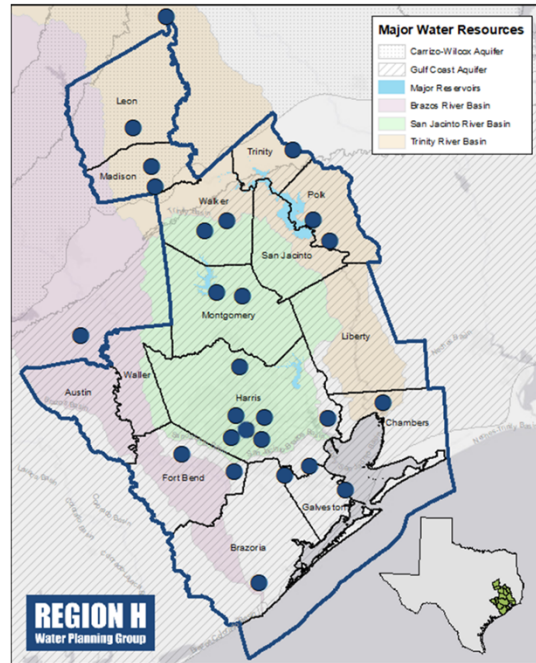 Major Water Resources
Carrizo-Wilcox Aquifer
Gulf Coast Aquifer
Major Reservoirs
Brazos River Basin
San Jacinto River Basin
Trinity River Basin
Leon
Madison
Trinity
Polk
Walker
San Jacinto
Montgomery
Liberty
Waller
Austin
Harris
Chambers
Fort Bend
Galveston
Brazoria
REGION H
Water Planning Group